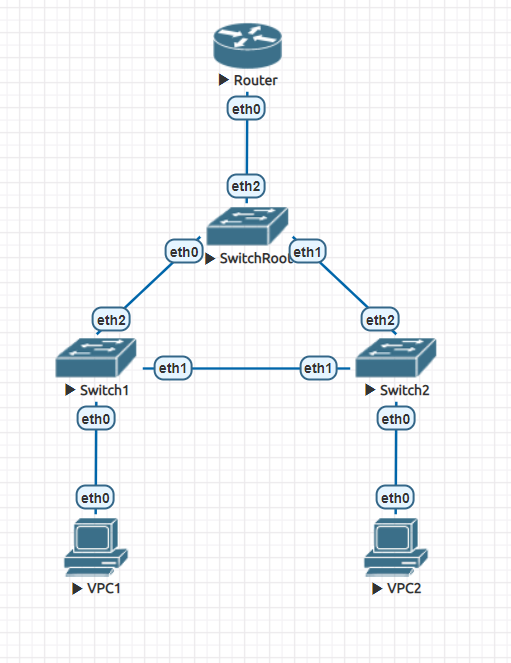 Router
eth0
eth2
SwitchRoot
eth0
eth1
eth2
eth2
Switch1
eth1
eth1
Switch2
eth0
eth0
eth0
eth0
VPC1
VPC2